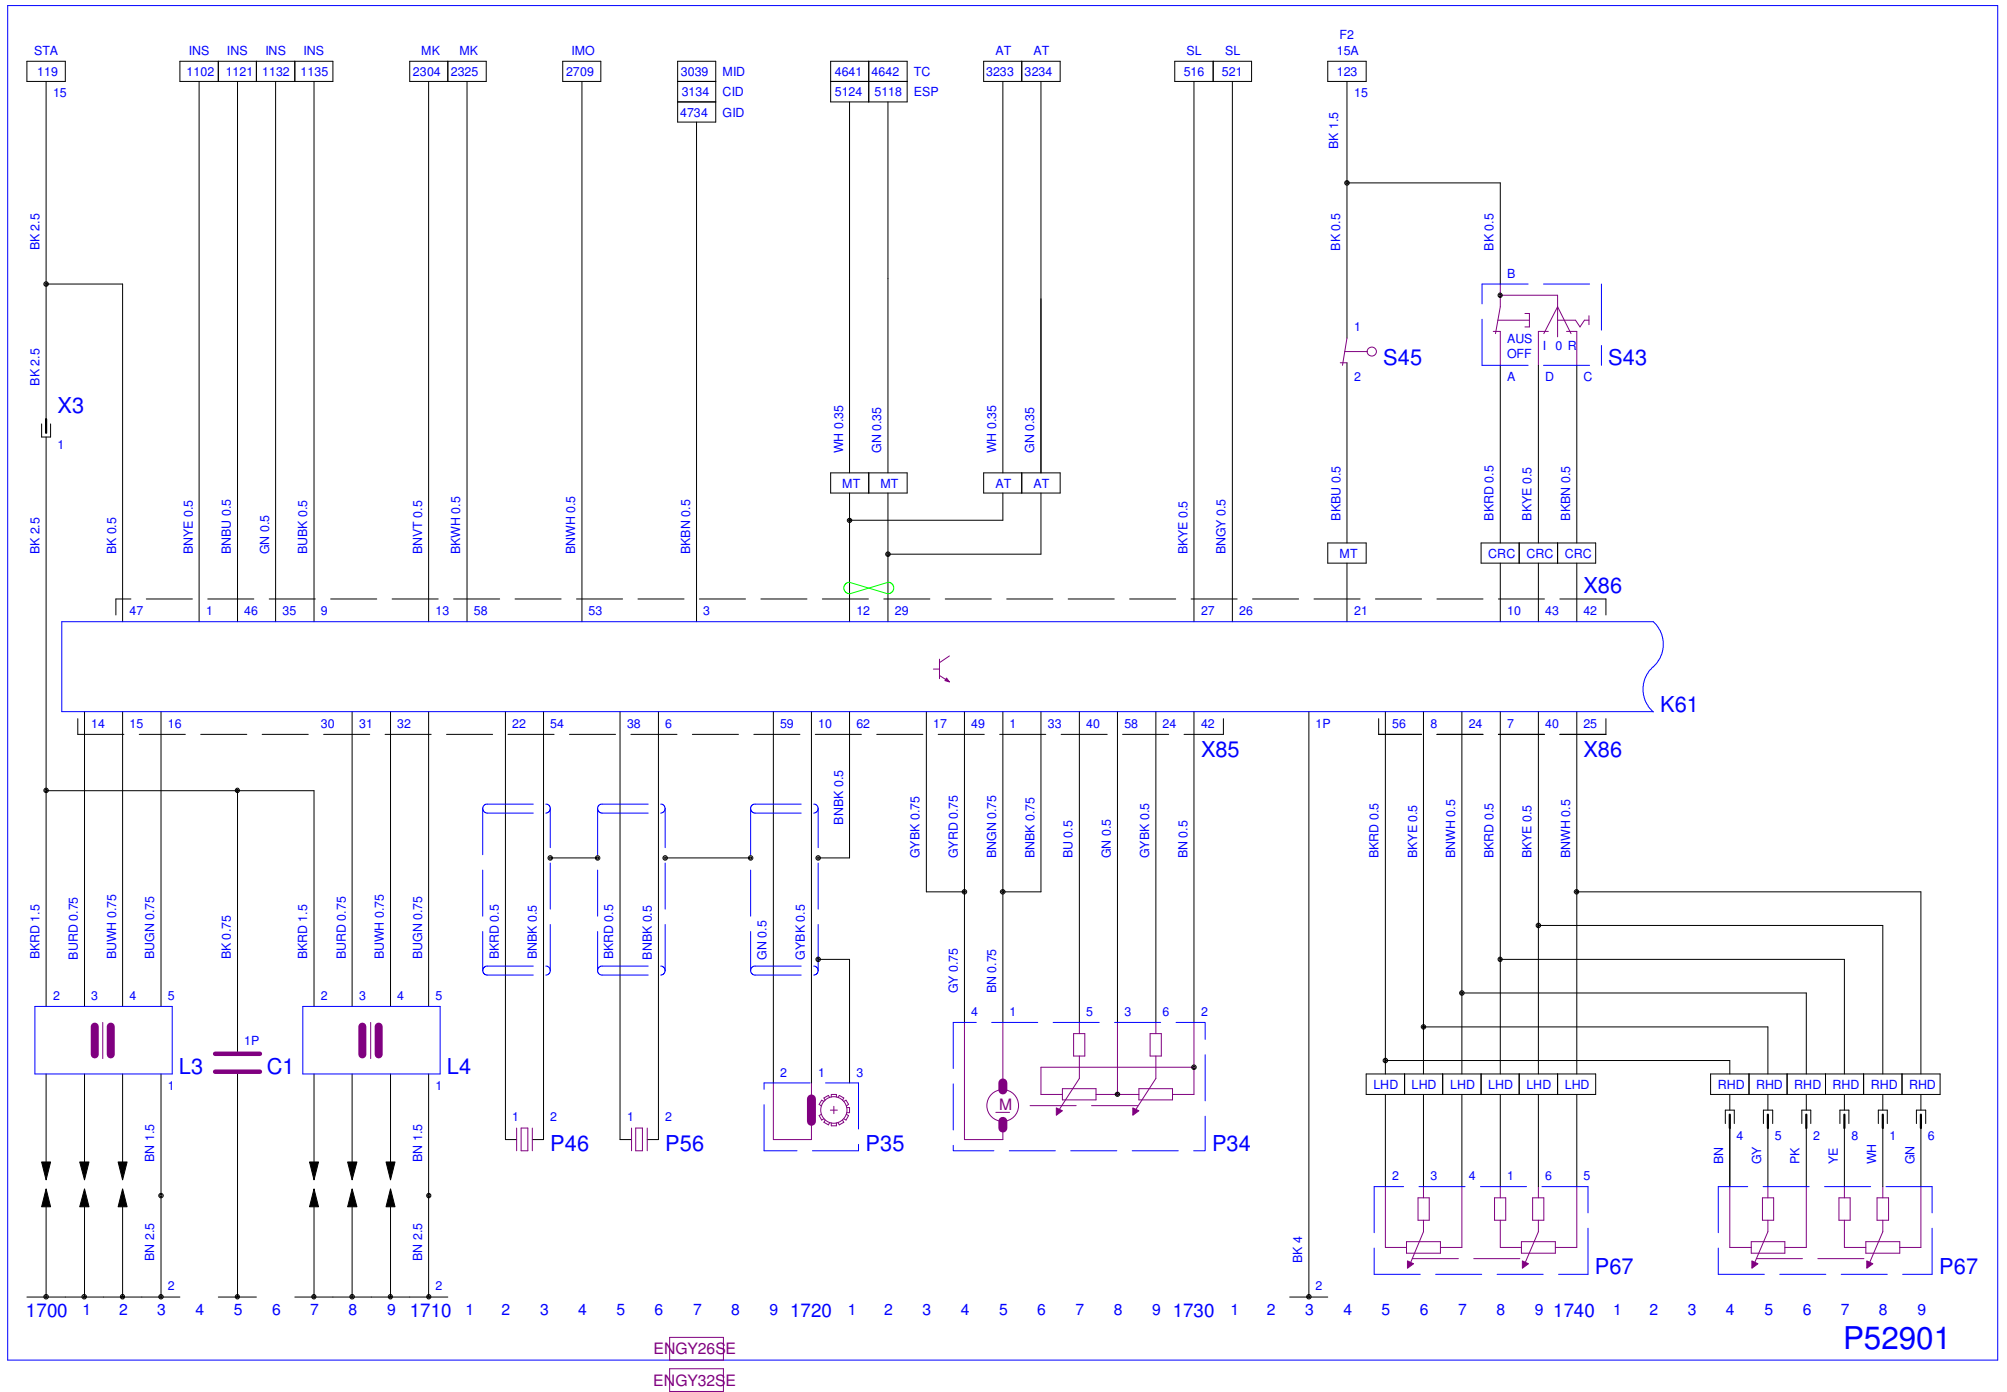 STA INS INS INS INS MK MK IMO AT AT SL SL F2
15A
119 1102 1121 1132 1135 2304 2325 2709 3039 MID 4641 4642 TC 3233 3234 516 521 123
15 3134 CID 5124 5118 ESP 15
4734 GID
BK 1.5
BK 2.5 BK 0.5 BK 0.5
B
1
AUS
OFF I 0 R
S45 S43
2 A D C
BK 2.5
X3
1
WH 0.35 GN 0.35 WH 0.35 GN 0.35
MT MT AT AT
BK 2.5 BK 0.5 BNYE 0.5 BNBU 0.5 GN 0.5 BUBK 0.5 BNVT 0.5 BKWH 0.5 BNWH 0.5 BKBN 0.5 BKYE 0.5 BNGY 0.5 BKBU 0.5 BKRD 0.5 BKYE 0.5 BKBN 0.5
MT CRC CRC CRC
X86
47 1 46 35 9 13 58 53 3 12 29 27 26 21 10 43 42
K61
14 15 16 30 31 32 22 54 38 6 59 10 62 17 49 1 33 40 58 24 42 1P 56 8 24 7 40 25
X85 X86
BNBK 0.5 GYBK 0.75 GYRD 0.75 BNGN 0.75 BNBK 0.75 BU 0.5 GN 0.5 GYBK 0.5 BN 0.5 BKRD 0.5 BKYE 0.5 BNWH 0.5 BKRD 0.5 BKYE 0.5 BNWH 0.5
BKRD 1.5 BURD 0.75 BUWH 0.75 BUGN 0.75 BK 0.75 BKRD 1.5 BURD 0.75 BUWH 0.75 BUGN 0.75 BKRD 0.5 BNBK 0.5 BKRD 0.5 BNBK 0.5 GN 0.5 GYBK 0.5 GY 0.75 BN 0.75
2 3 4 5 2 3 4 5 4 1 5 3 6 2
1P
L3 C1 L4
1 1 2 1 3
LHD LHD LHD LHD LHD LHD RHD RHD RHD RHD RHD RHD
M
1 2 1 2
P46 P56 P35 P34
4 5 2 8 1 6
BN 1.5 BN 1.5 BN GY PK YE WH GN
2 3 4 1 6 5
BN 2.5 BN 2.5 BK 4
P67 P67
2 2 2
1700 1 2 3 4 5 6 7 8 9 1710 1 2 3 4 5 6 7 8 9 1720 1 2 3 4 5 6 7 8 9 1730 1 2 3 4 5 6 7 8 9 1740 1 2 3 4 5 6 7 8 9
P52901
ENGY26SE
ENGY32SE